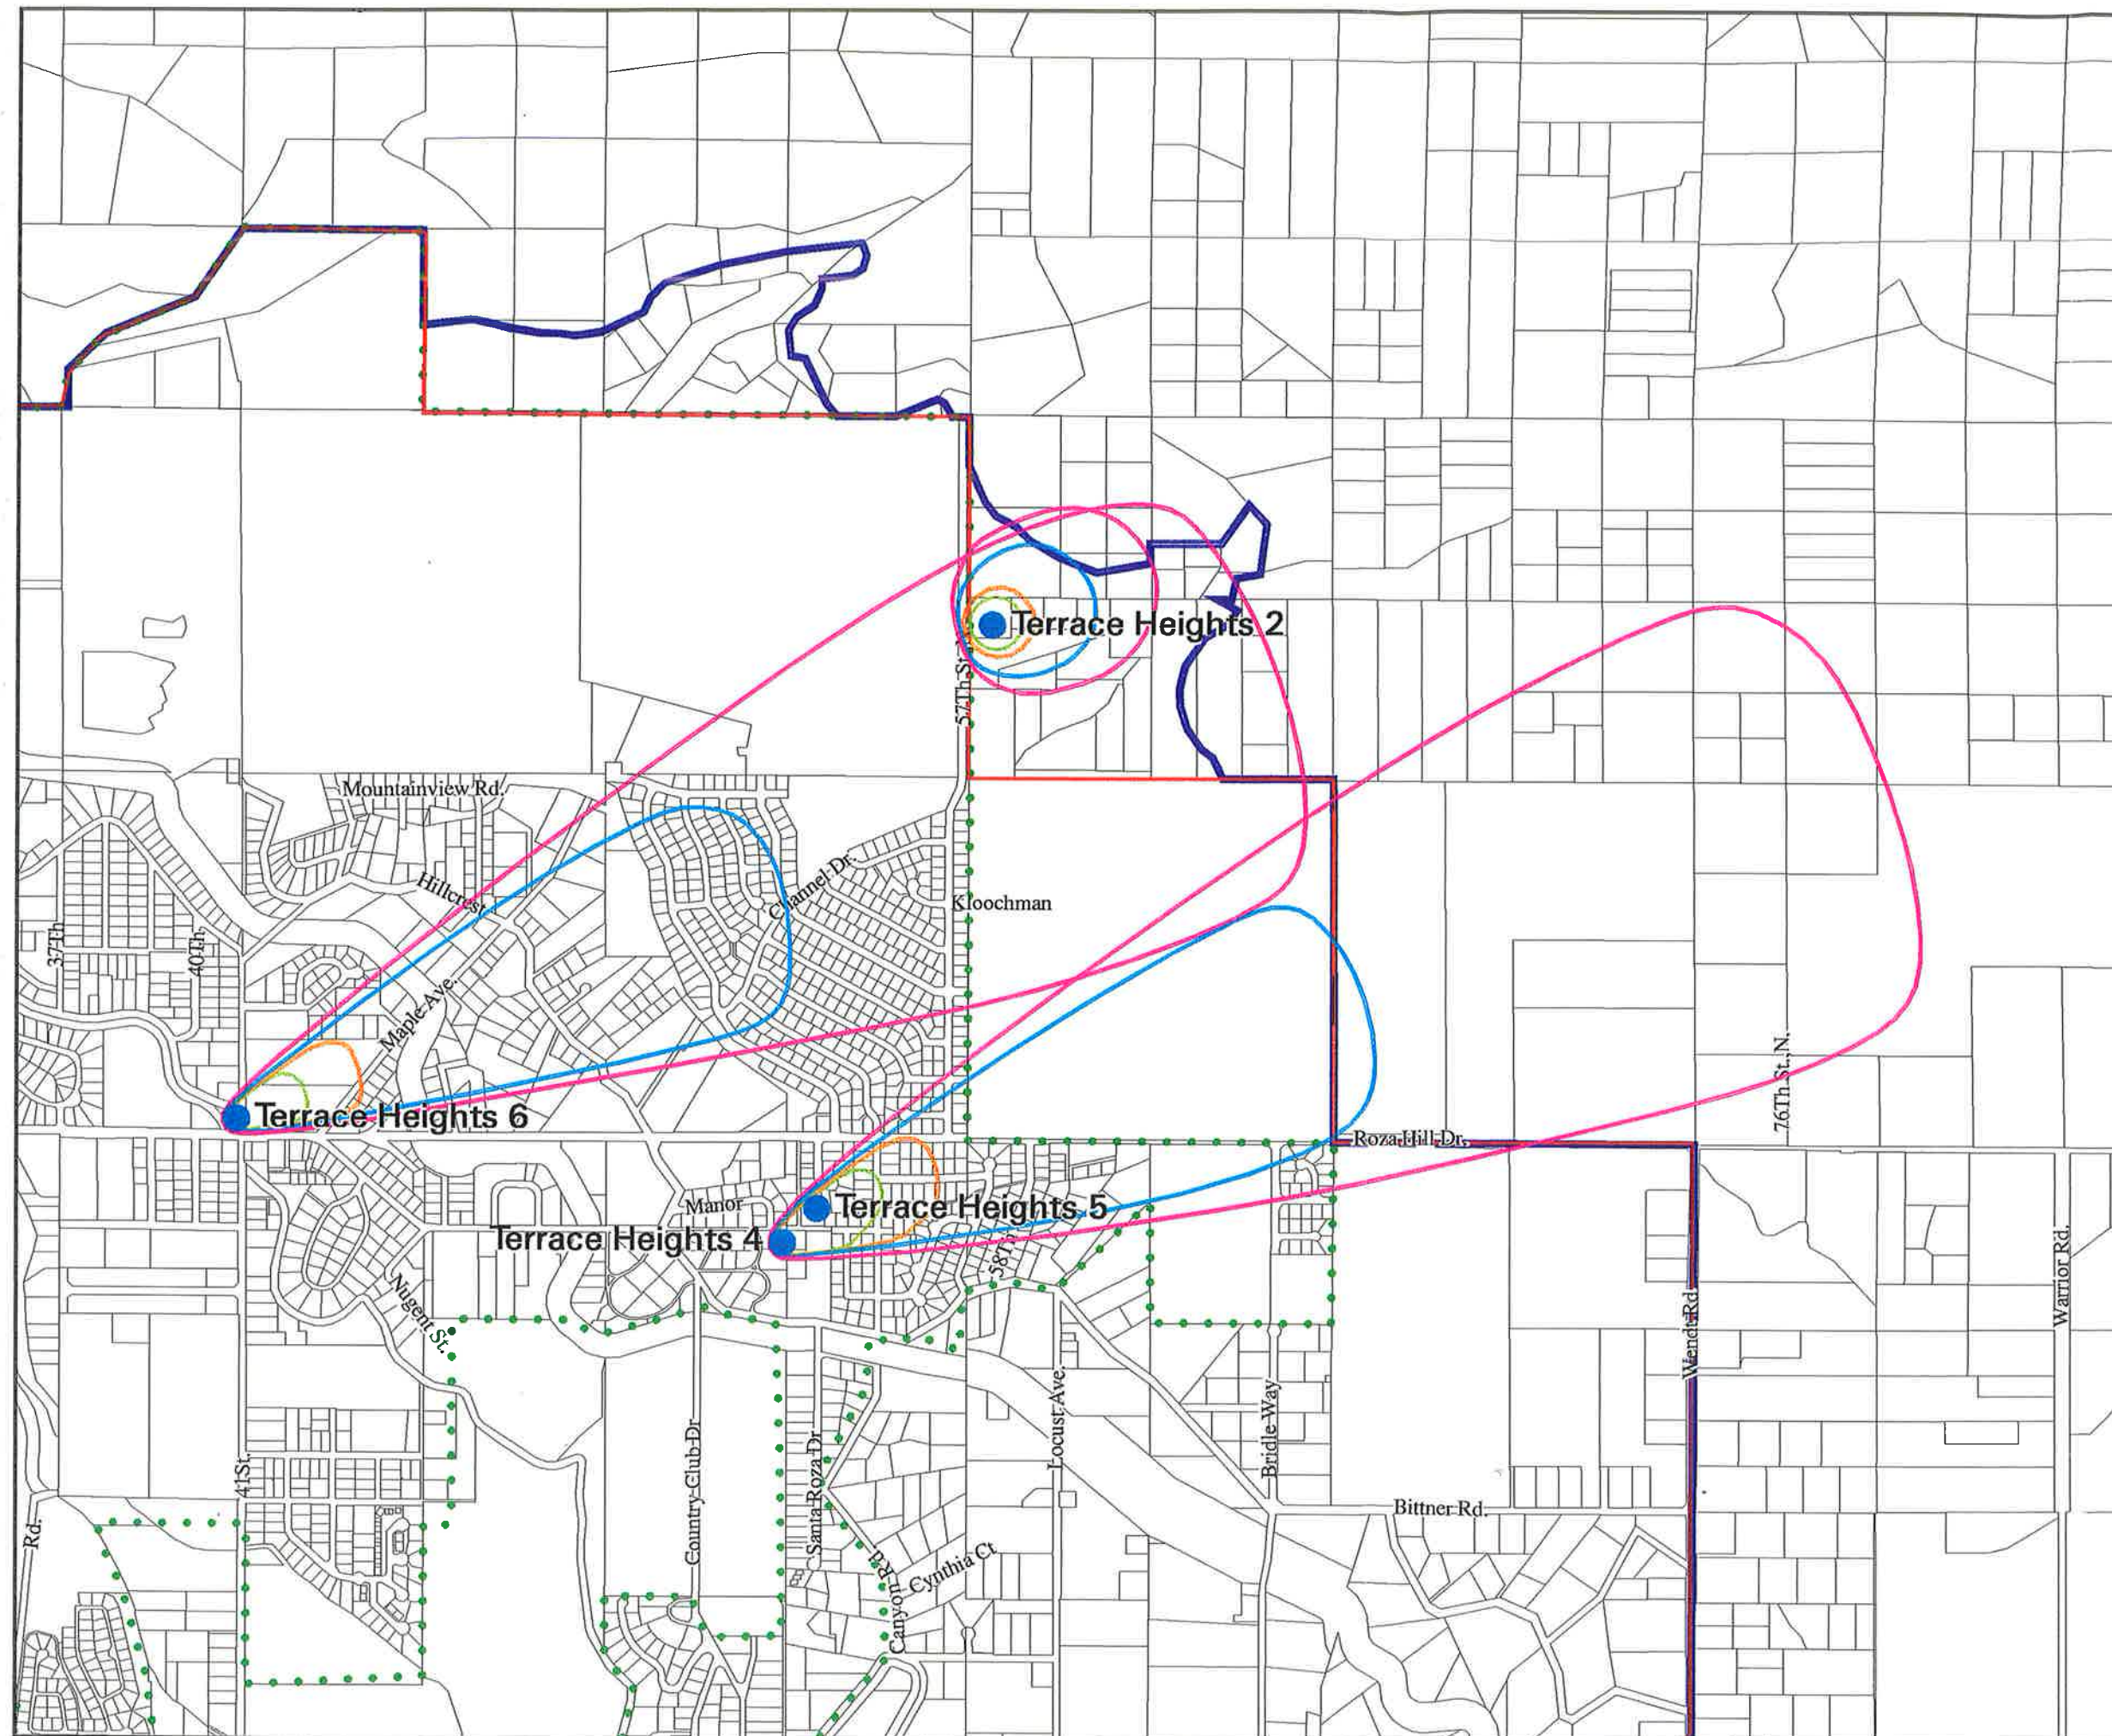 Terrace Heights 2
57Th St.
Mountainview Rd.
Channel Dr.
Hillcrest
Kloochman
37Th
40Th
Maple Ave.
76Th St. N.
Terrace Heights 6
Roza Hill Dr.
Manor
Terrace Heights 5
Terrace Heights 4
58Th
Nugent St.
Wendt Rd
Warrior Rd.
Locust Ave.
Bridle Way
Country Club Dr
Santa Roza Dr
41St.
Bittner Rd.
Rd.
Canyon Rd.
Cynthia Ct